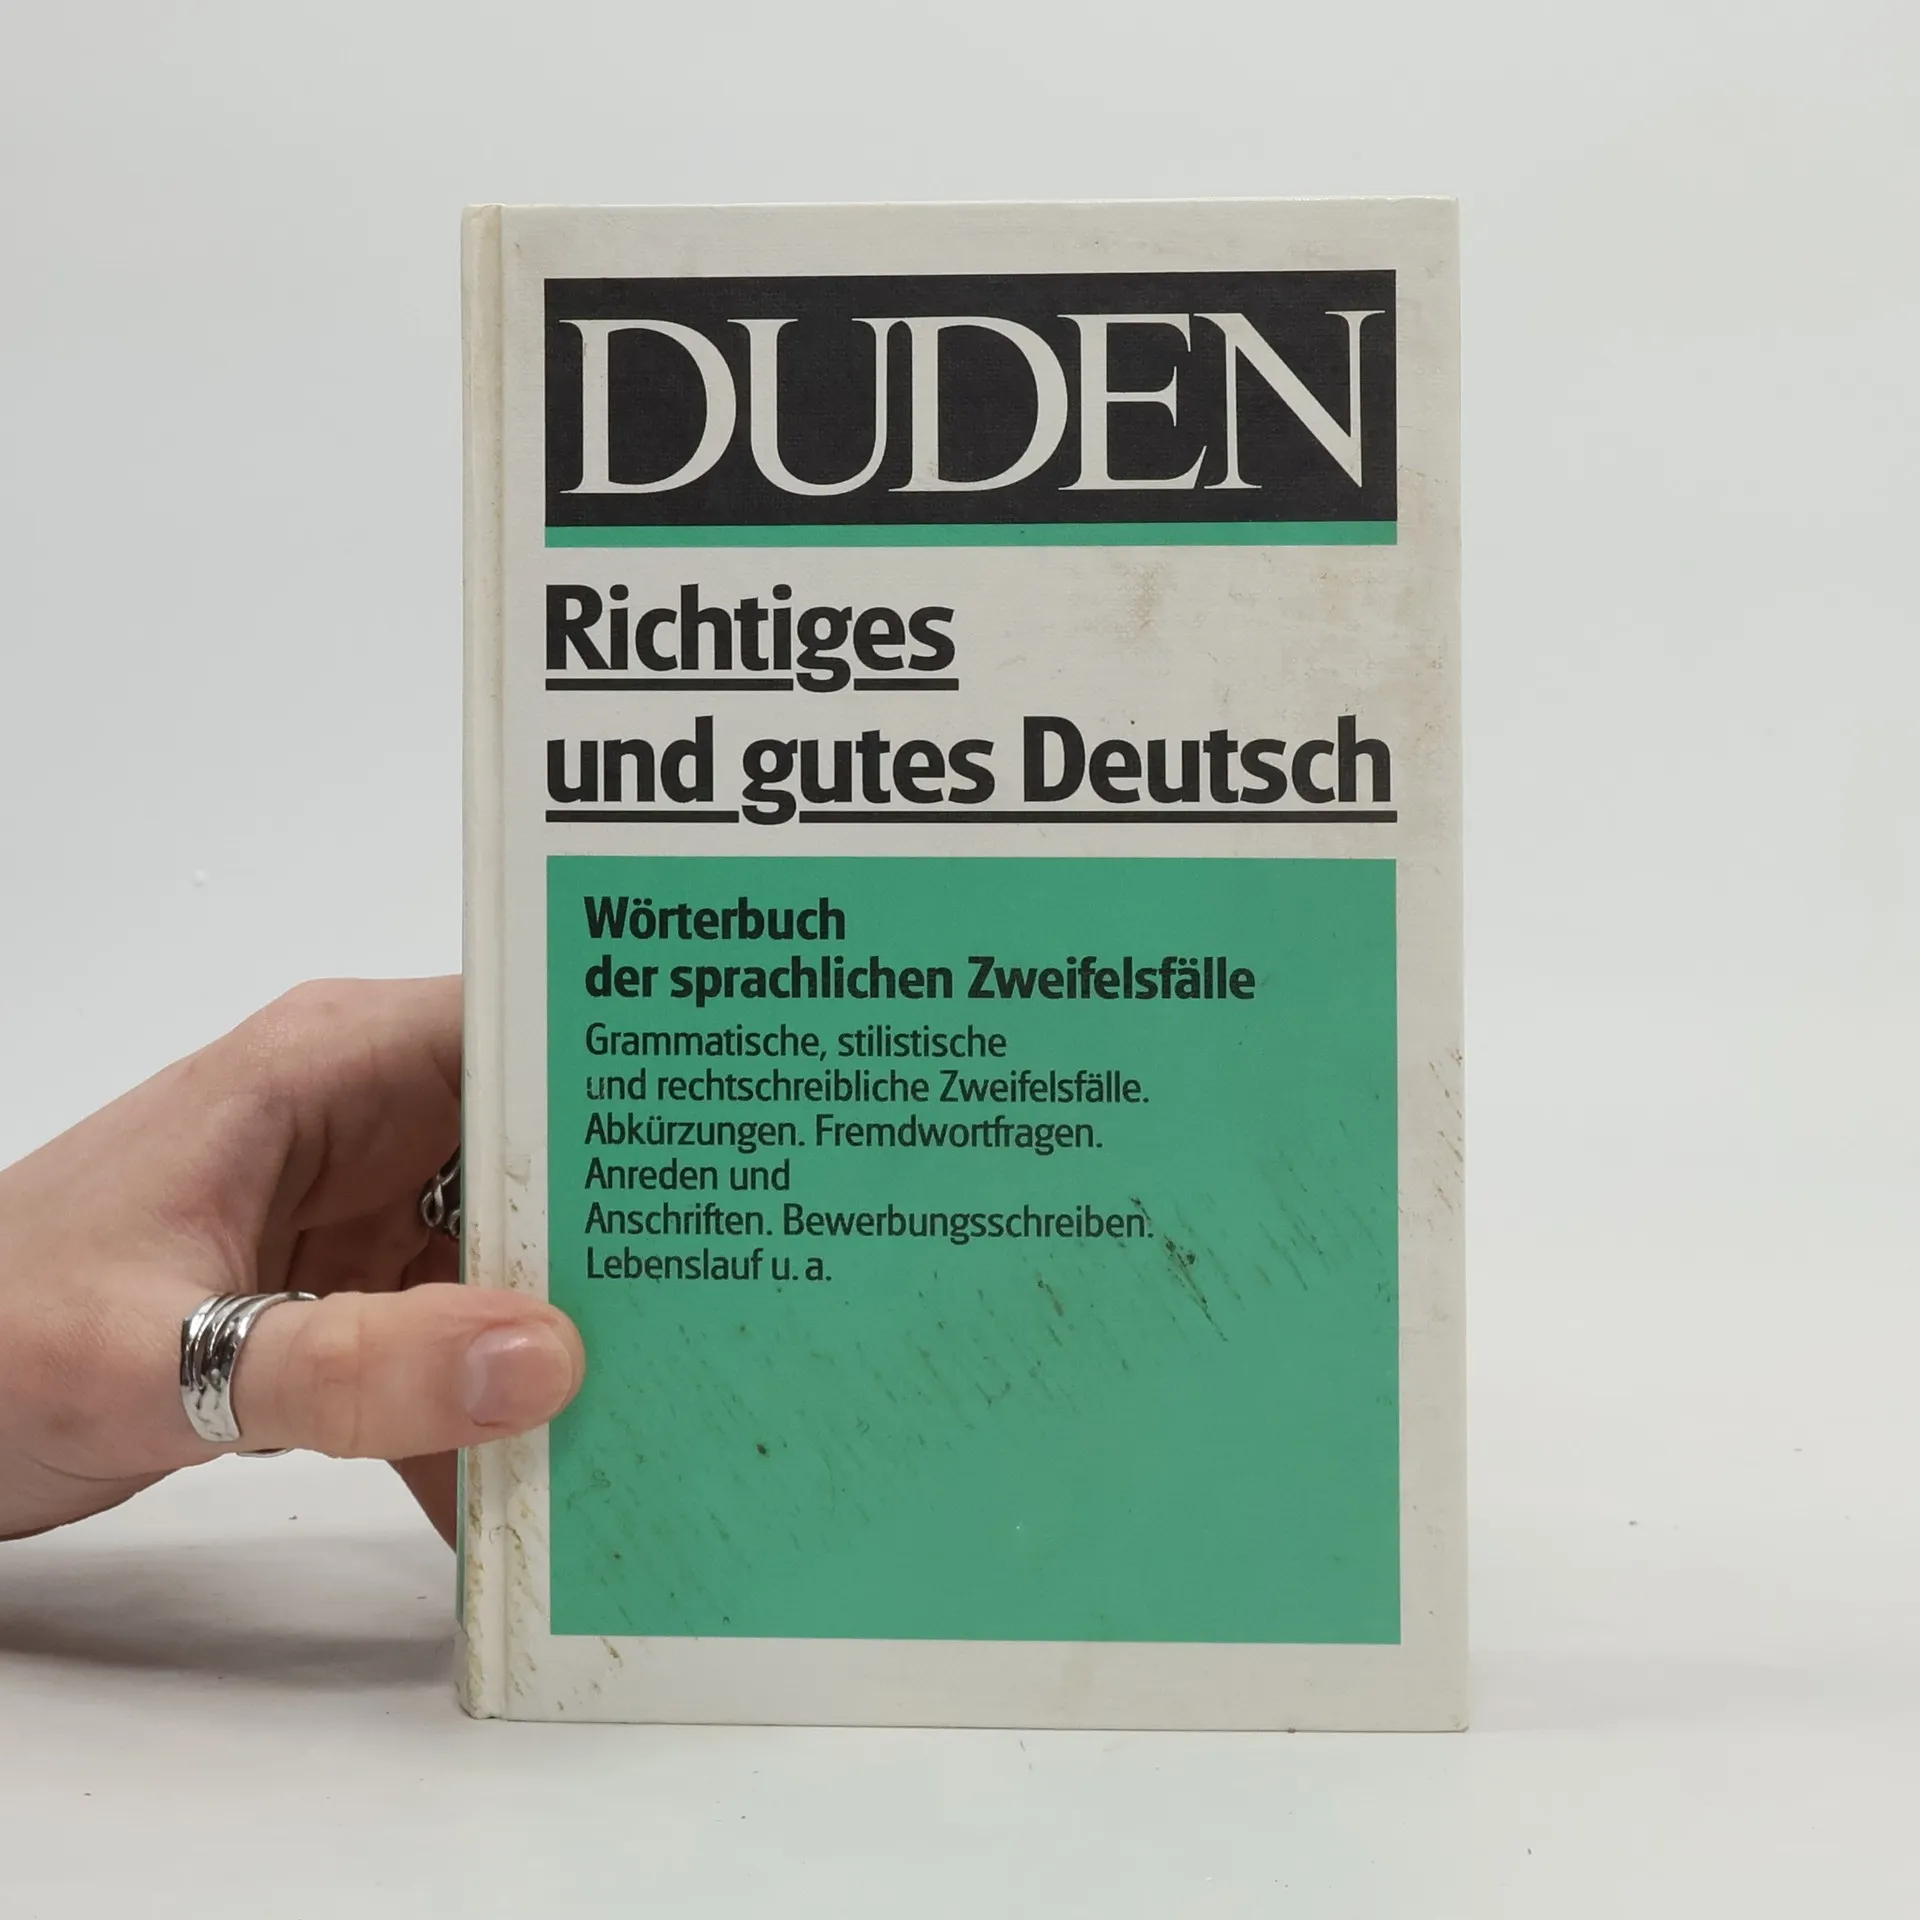 DUDEN
Richtiges
und gutes Deutsch
Wörterbuch
der sprachlichen Zweifelsfälle
Grammatische, stilistische
und rechtschreibliche Zweifelsfälle.
Abkürzungen. Fremdwortfragen.
Anreden und
Anschriften. Bewerbungsschreiben.
Lebenslauf u. a.